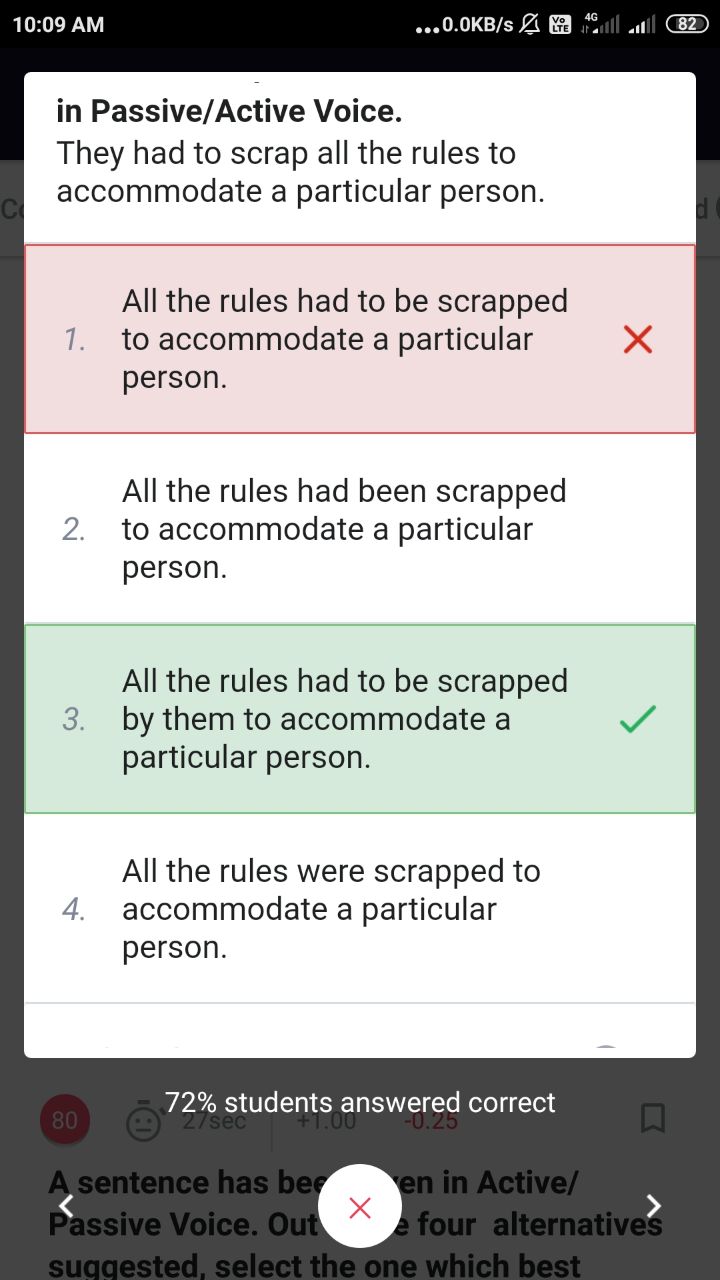 10:09 AM
...0.0KB/s
Vo
LTE
4G
82
in Passive/Active Voice.
They had to scrap all the rules to
accommodate a particular person.
1.
All the rules had to be scrapped
to accommodate a particular
person.
2.
All the rules had been scrapped
to accommodate a particular
person.
3.
All the rules had to be scrapped
by them to accommodate a
particular person.
4.
All the rules were scrapped to
accommodate a particular
person.
72% students answered correct
80
27sec
+1.00
-0.25
A sentence has in Active/
Passive Voice. Out four alternatives
suggested, select the one which best